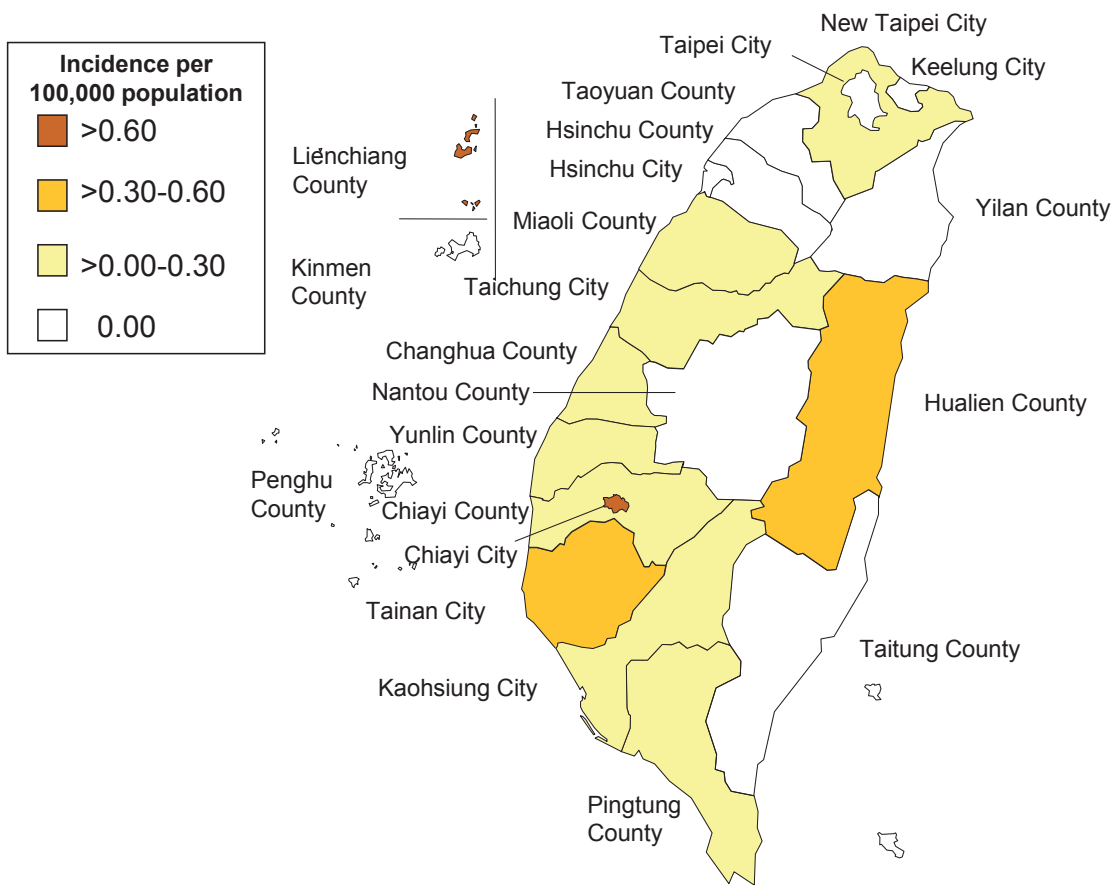 Incidence per
100,000 population
>0.60
>0.30-0.60
>0.00-0.30
0.00
New Taipei City
Taipei City
Keelung City
Taoyuan County
Hsinchu County
Hsinchu City
Lienchiang
County
Miaoli County
Yilan County
Kinmen
County
Taichung City
Changhua County
Nantou County
Hualien County
Yunlin County
Penghu
County
Chiayi County
Chiayi City
Tainan City
Taitung County
Kaohsiung City
Pingtung
County